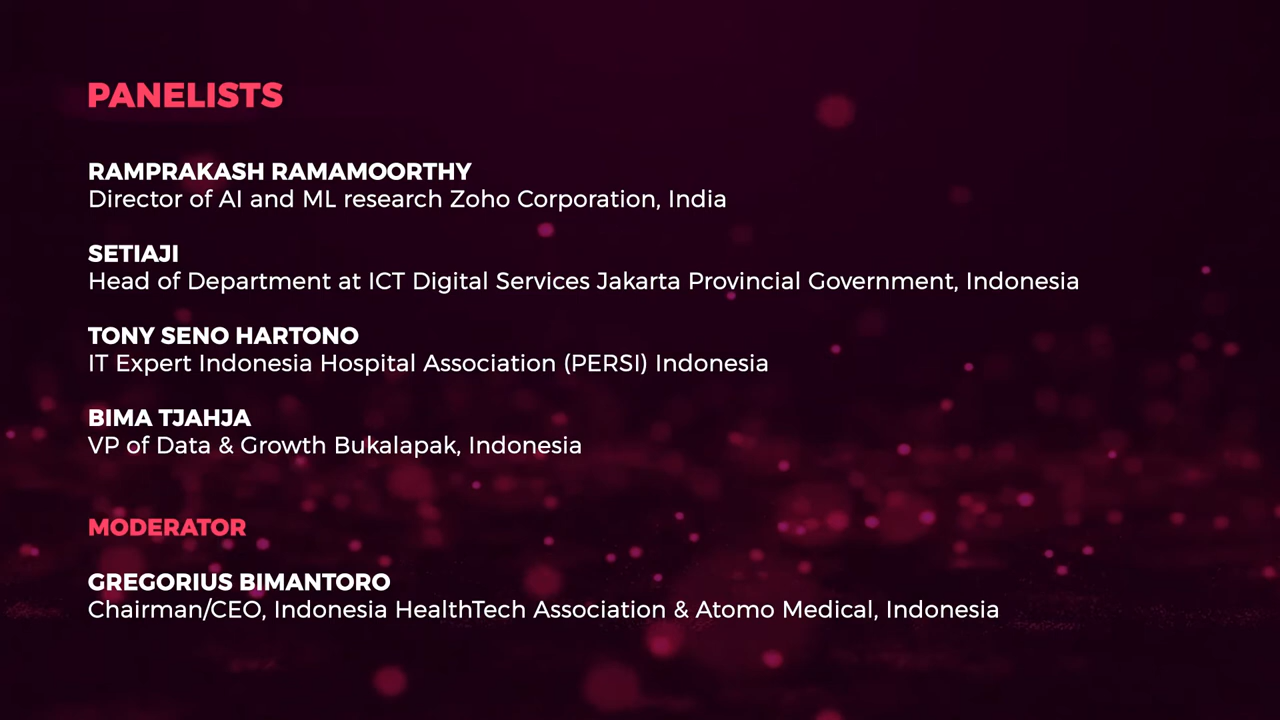 PANELISTS
RAMPRAKASH RAMAMOORTHY
Director of AI and ML research Zoho Corporation, India
SETIAJI
Head of Department at ICT Digital Services Jakarta Provincial Government, Indonesia
TONY SENO HARTONO
IT Expert Indonesia Hospital Association (PERSI) Indonesia
BIMA TJAHJA
VP of Data & Growth Bukalapak, Indonesia
MODERATOR
GREGORIUS BIMANTORO
Chairman/CEO, Indonesia HealthTech Association & Atomo Medical, Indonesia